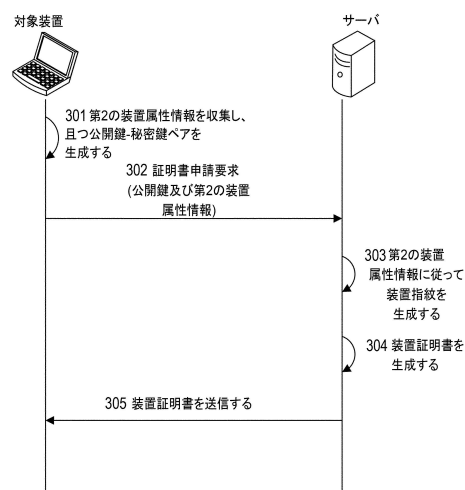 対象装置
サーバ
301 第2の装置属性情報を収集し、
且つ公開鍵-秘密鍵ペアを
生成する
302 証明書申請要求
(公開鍵及び第2の装置
属性情報)
303 第2の装置
属性情報に従って
装置指紋を
生成する
304 装置証明書を
生成する
305 装置証明書を送信する